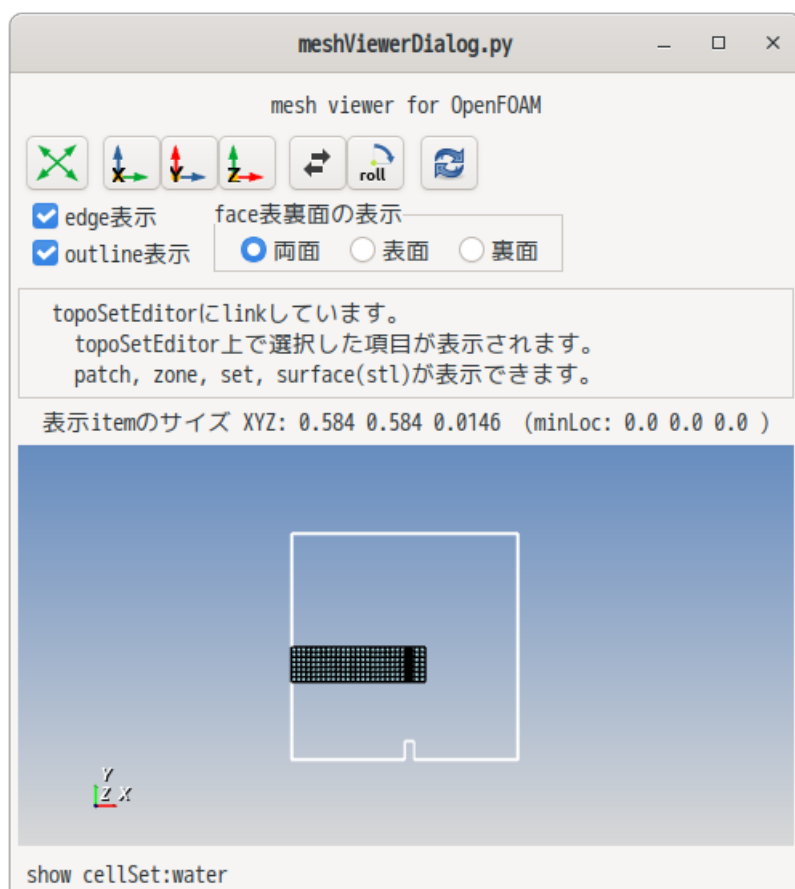 meshViewerDialog.py
mesh viewer for OpenFOAM
X
Y
Z
roll
edge表示
outline表示
face表裏面の表示
両面
表面
裏面
topoSetEditorにlinkしています。
topoSetEditor上で選択した項目が表示されます。
patch, zone, set, surface(stl)が表示できます。
表示itemのサイズ XYZ: 0.584 0.584 0.0146 (minLoc: 0.0 0.0 0.0 )
Y
Z X
show cellSet:water